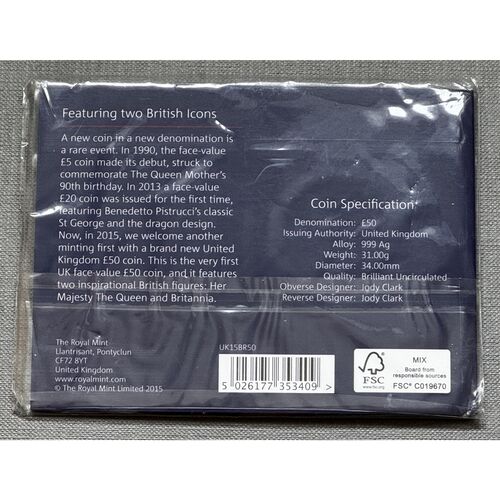 Featuring two British Icons
A new coin in a new denomination is
a rare event. In 1990, the face-value
£5 coin made its debut, struck to
commemorate The Queen Mother's
90th birthday. In 2013 a face-value
£20 coin was issued for the first time,
featuring Benedetto Pistrucci's classic
St George and the dragon design.
Now, in 2015, we welcome another
minting first with a brand new United
Kingdom £50 coin. This is the very first
UK face-value £50 coin, and it features
two inspirational British figures: Her
Majesty The Queen and Britannia.
Coin Specification:
Denomination: £50
Issuing Authority: United Kingdom
Alloy: 999 Ag
Weight: 31.00g
Diameter: 34.00mm
Quality: Brilliant Uncirculated
Obverse Designer: Jody Clark
Reverse Designer: Jody Clark
The Royal Mint
Llantrisant, Pontyclun
CF72 8YT
United Kingdom
www.royalmint.com
© The Royal Mint Limited 2015
UK15BR50
5 026177 353409 >
FSC
www.fsc.org
MIX
Board from
responsible sources
FSC® C019670